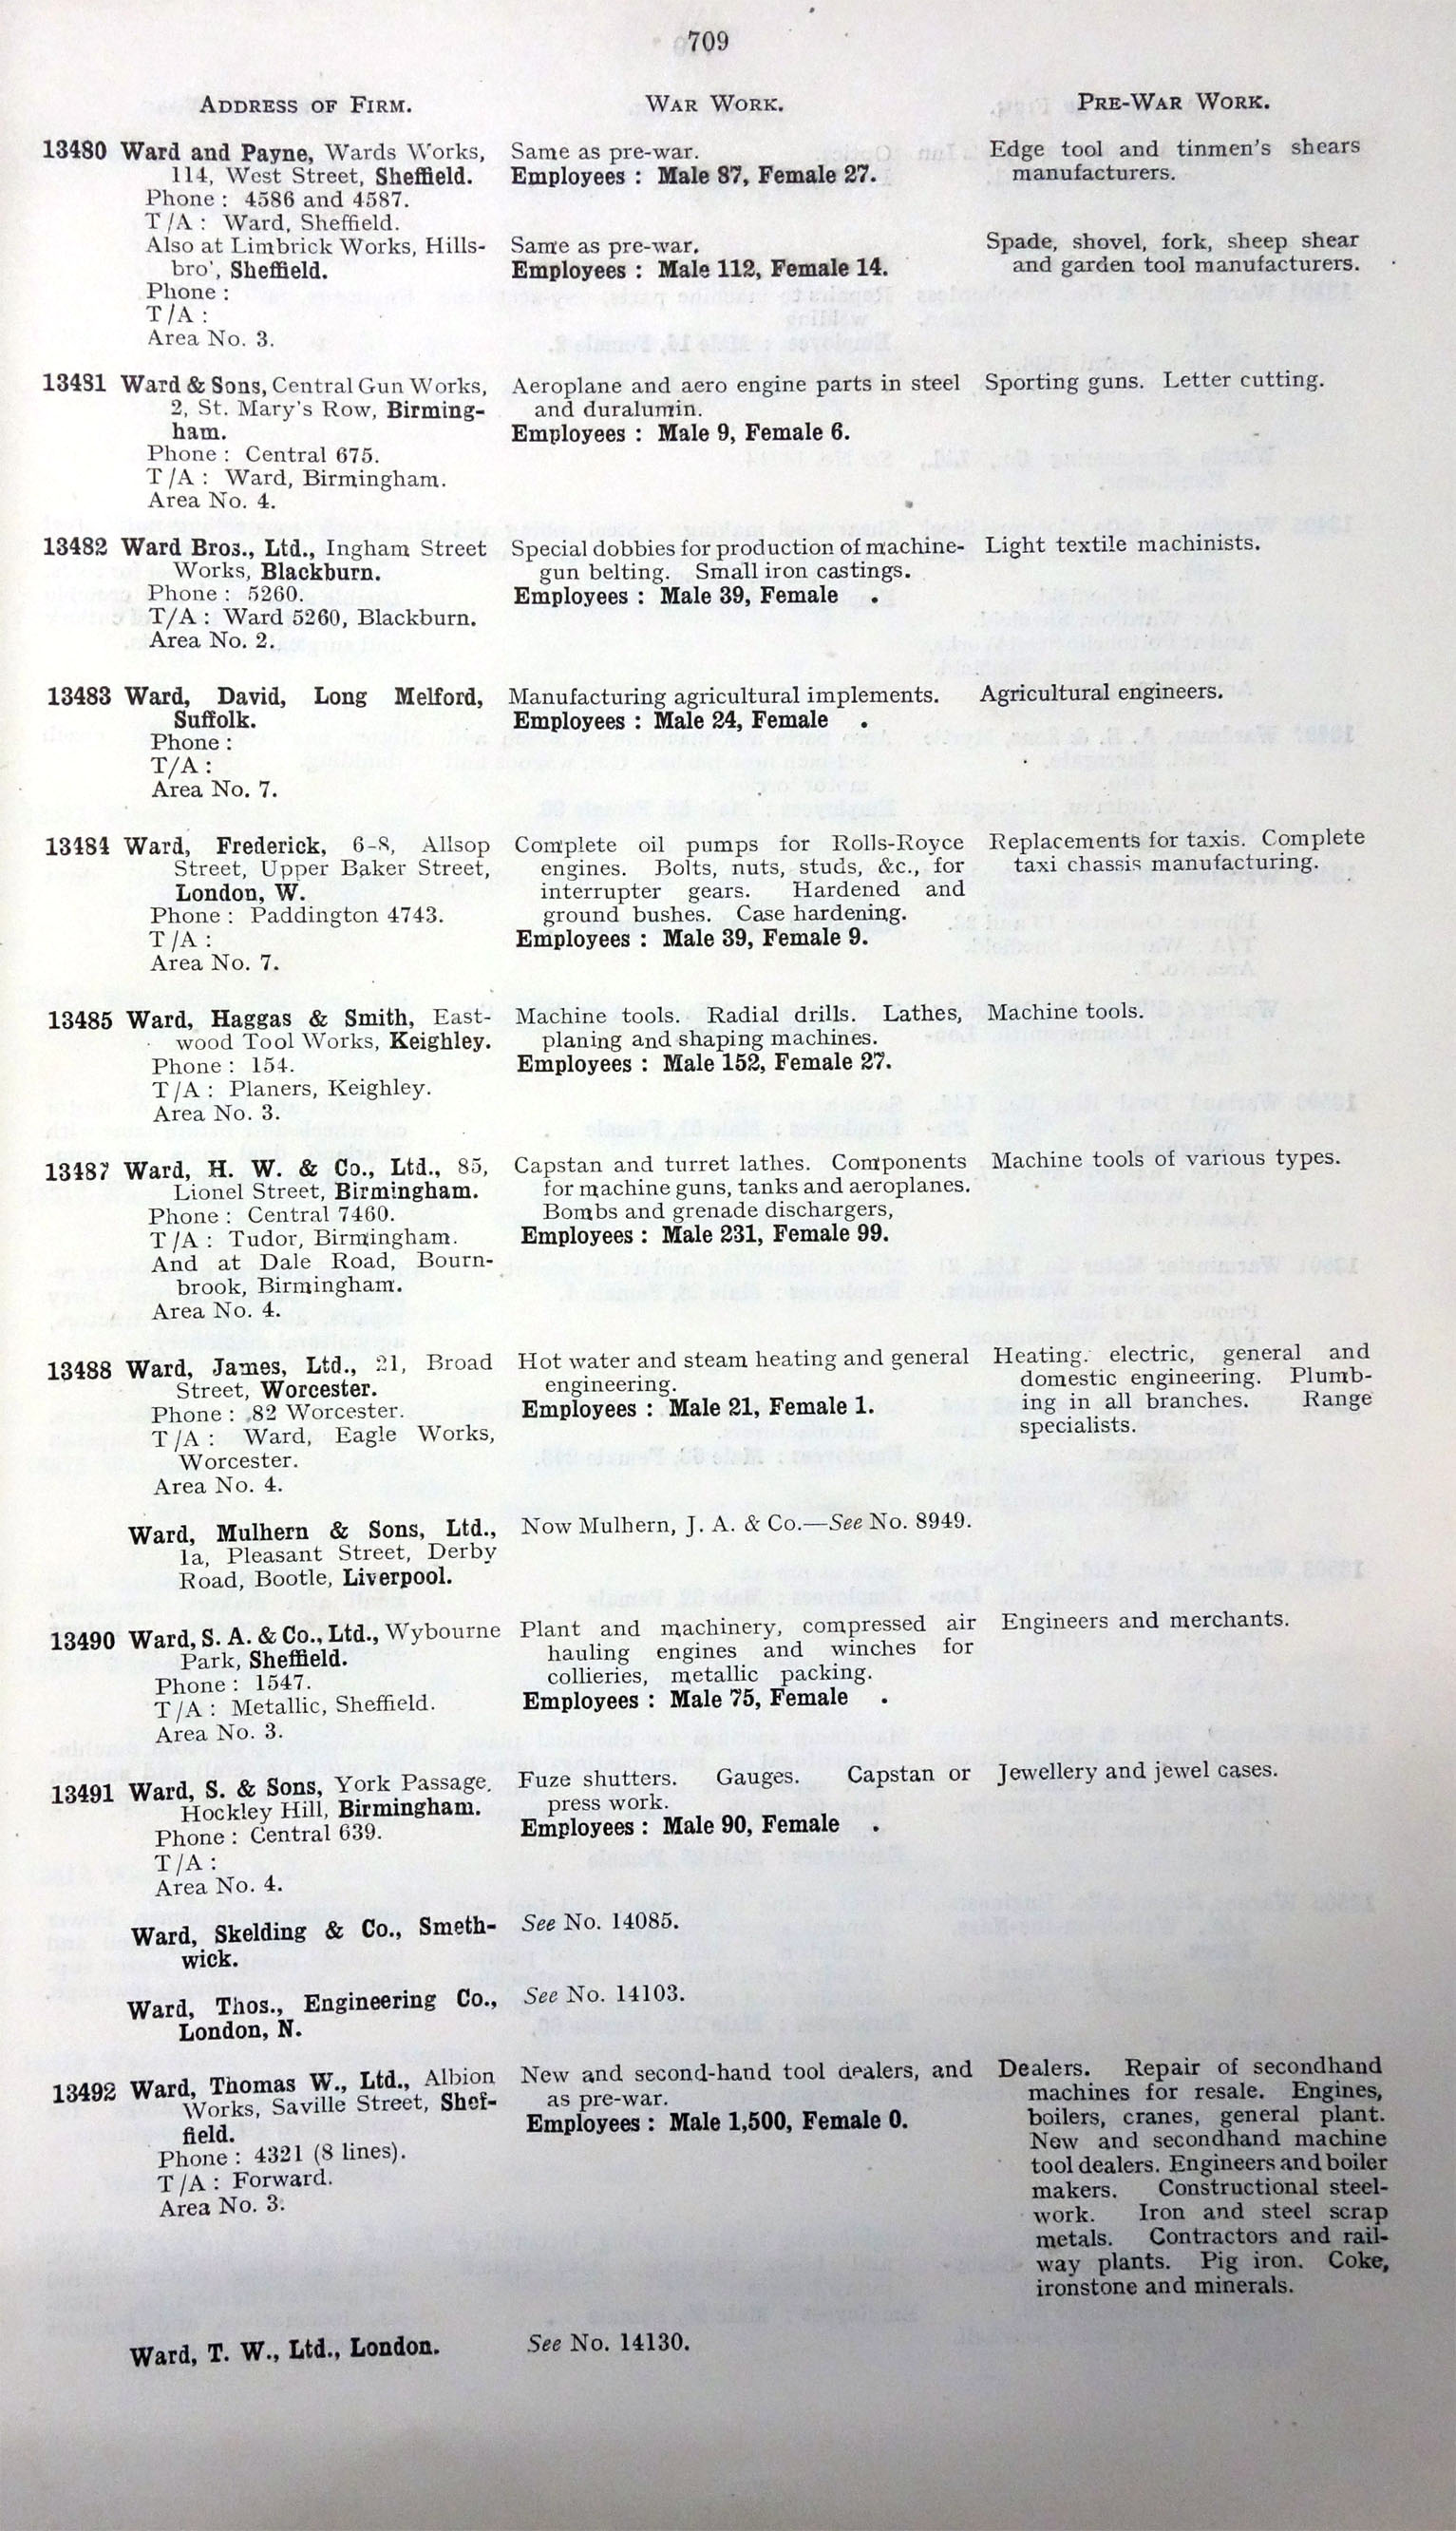 709
ADDRESS OF FIRM. WAR WORK. PRE-WAR WORK.
13480 Ward and Payne, Wards Works,
114, West Street, Sheffield.
Phone : 4586 and 4587.
T/A : Ward, Sheffield.
Also at Limbrick Works, Hills-
bro', Sheffield.
Phone :
T/A :
Area No. 3.
Same as pre-war.
Employees : Male 87, Female 27.
Same as pre-war.
Employees : Male 112, Female 14.
Edge tool and tinmen's shears
manufacturers.
Spade, shovel, fork, sheep shear
and garden tool manufacturers.
13481 Ward & Sons, Central Gun Works,
2, St. Mary's Row, Birming-
ham.
Phone : Central 675.
T/A : Ward, Birmingham.
Area No. 4.
Aeroplane and aero engine parts in steel
and duralumin.
Employees : Male 9, Female 6.
Sporting guns. Letter cutting.
13482 Ward Bros., Ltd., Ingham Street
Works, Blackburn.
Phone : 5260.
T/A : Ward 5260, Blackburn.
Area No. 2.
Special dobbies for production of machine-
gun belting. Small iron castings.
Employees : Male 39, Female .
Light textile machinists.
13483 Ward, David, Long Melford,
Suffolk.
Phone :
T/A :
Area No. 7.
Manufacturing agricultural implements.
Employees : Male 24, Female .
Agricultural engineers.
13484 Ward, Frederick, 6-8, Allsop
Street, Upper Baker Street,
London, W.
Phone : Paddington 4743.
T/A :
Area No. 7.
Complete oil pumps for Rolls-Royce
engines. Bolts, nuts, studs, &c., for
interrupter gears. Hardened and
ground bushes. Case hardening.
Employees : Male 39, Female 9.
Replacements for taxis. Complete
taxi chassis manufacturing.
13485 Ward, Haggas & Smith, East-
wood Tool Works, Keighley.
Phone : 154.
T/A : Planers, Keighley.
Area No. 3.
Machine tools. Radial drills. Lathes,
planing and shaping machines.
Employees : Male 152, Female 27.
Machine tools.
13487 Ward, H. W. & Co., Ltd., 85,
Lionel Street, Birmingham.
Phone : Central 7460.
T/A : Tudor, Birmingham.
And at Dale Road, Bourn-
brook, Birmingham.
Area No. 4.
Capstan and turret lathes. Components
for machine guns, tanks and aeroplanes.
Bombs and grenade dischargers,
Employees : Male 231, Female 99.
Machine tools of various types.
13488 Ward, James, Ltd., 21, Broad
Street, Worcester.
Phone : 82 Worcester.
T/A : Ward, Eagle Works,
Worcester.
Area No. 4.
Hot water and steam heating and general
engineering.
Employees : Male 21, Female 1.
Heating. electric, general and
domestic engineering. Plumb-
ing in all branches. Range
specialists.
Ward, Mulhern & Sons, Ltd.,
1a, Pleasant Street, Derby
Road, Bootle, Liverpool.
Now Mulhern, J. A. & Co.—See No. 8949.
13490 Ward, S. A. & Co., Ltd., Wybourne
Park, Sheffield.
Phone : 1547.
T/A : Metallic, Sheffield.
Area No. 3.
Plant and machinery, compressed air
hauling engines and winches for
collieries, metallic packing.
Employees : Male 75, Female .
Engineers and merchants.
13491 Ward, S. & Sons, York Passage,
Hockley Hill, Birmingham.
Phone : Central 639.
T/A :
Area No. 4.
Fuze shutters. Gauges. Capstan or
press work.
Employees : Male 90, Female .
Jewellery and jewel cases.
Ward, Skelding & Co., Smeth-
wick.
See No. 14085.
Ward, Thos., Engineering Co.,
London, N.
See No. 14103.
13492 Ward, Thomas W., Ltd., Albion
Works, Saville Street, Shef-
field.
Phone : 4321 (8 lines).
T/A : Forward.
Area No. 3.
New and second-hand tool dealers, and
as pre-war.
Employees : Male 1,500, Female 0.
Dealers. Repair of secondhand
machines for resale. Engines,
boilers, cranes, general plant.
New and secondhand machine
tool dealers. Engineers and boiler
makers. Constructional steel-
work. Iron and steel scrap
metals. Contractors and rail-
way plants. Pig iron. Coke,
ironstone and minerals.
Ward, T. W., Ltd., London.
See No. 14130.